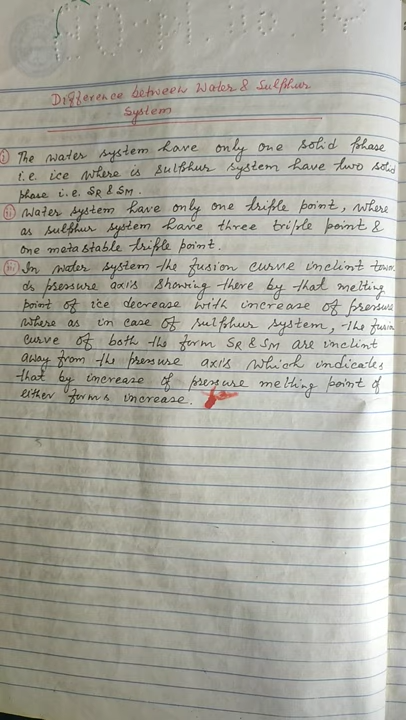 Difference between Water & Sulphur
System
(i) The water system have only one solid phase
i.e. ice where is sulphur system have two solid
phase i.e. SR & SM.
(ii) Water system have only one triple point, where
as sulphur system have three triple point &
one metastable triple point.
(iii) In water system the fusion curve inclint towar
ds pressure axis showing there by that melting
point of ice decrease with increase of pressure
where as in case of sulphur system, the fusion
curve of both the form SR & SM are inclint
away from the pressure axis which indicates
that by increase of pressure melting point of
either forms increase.